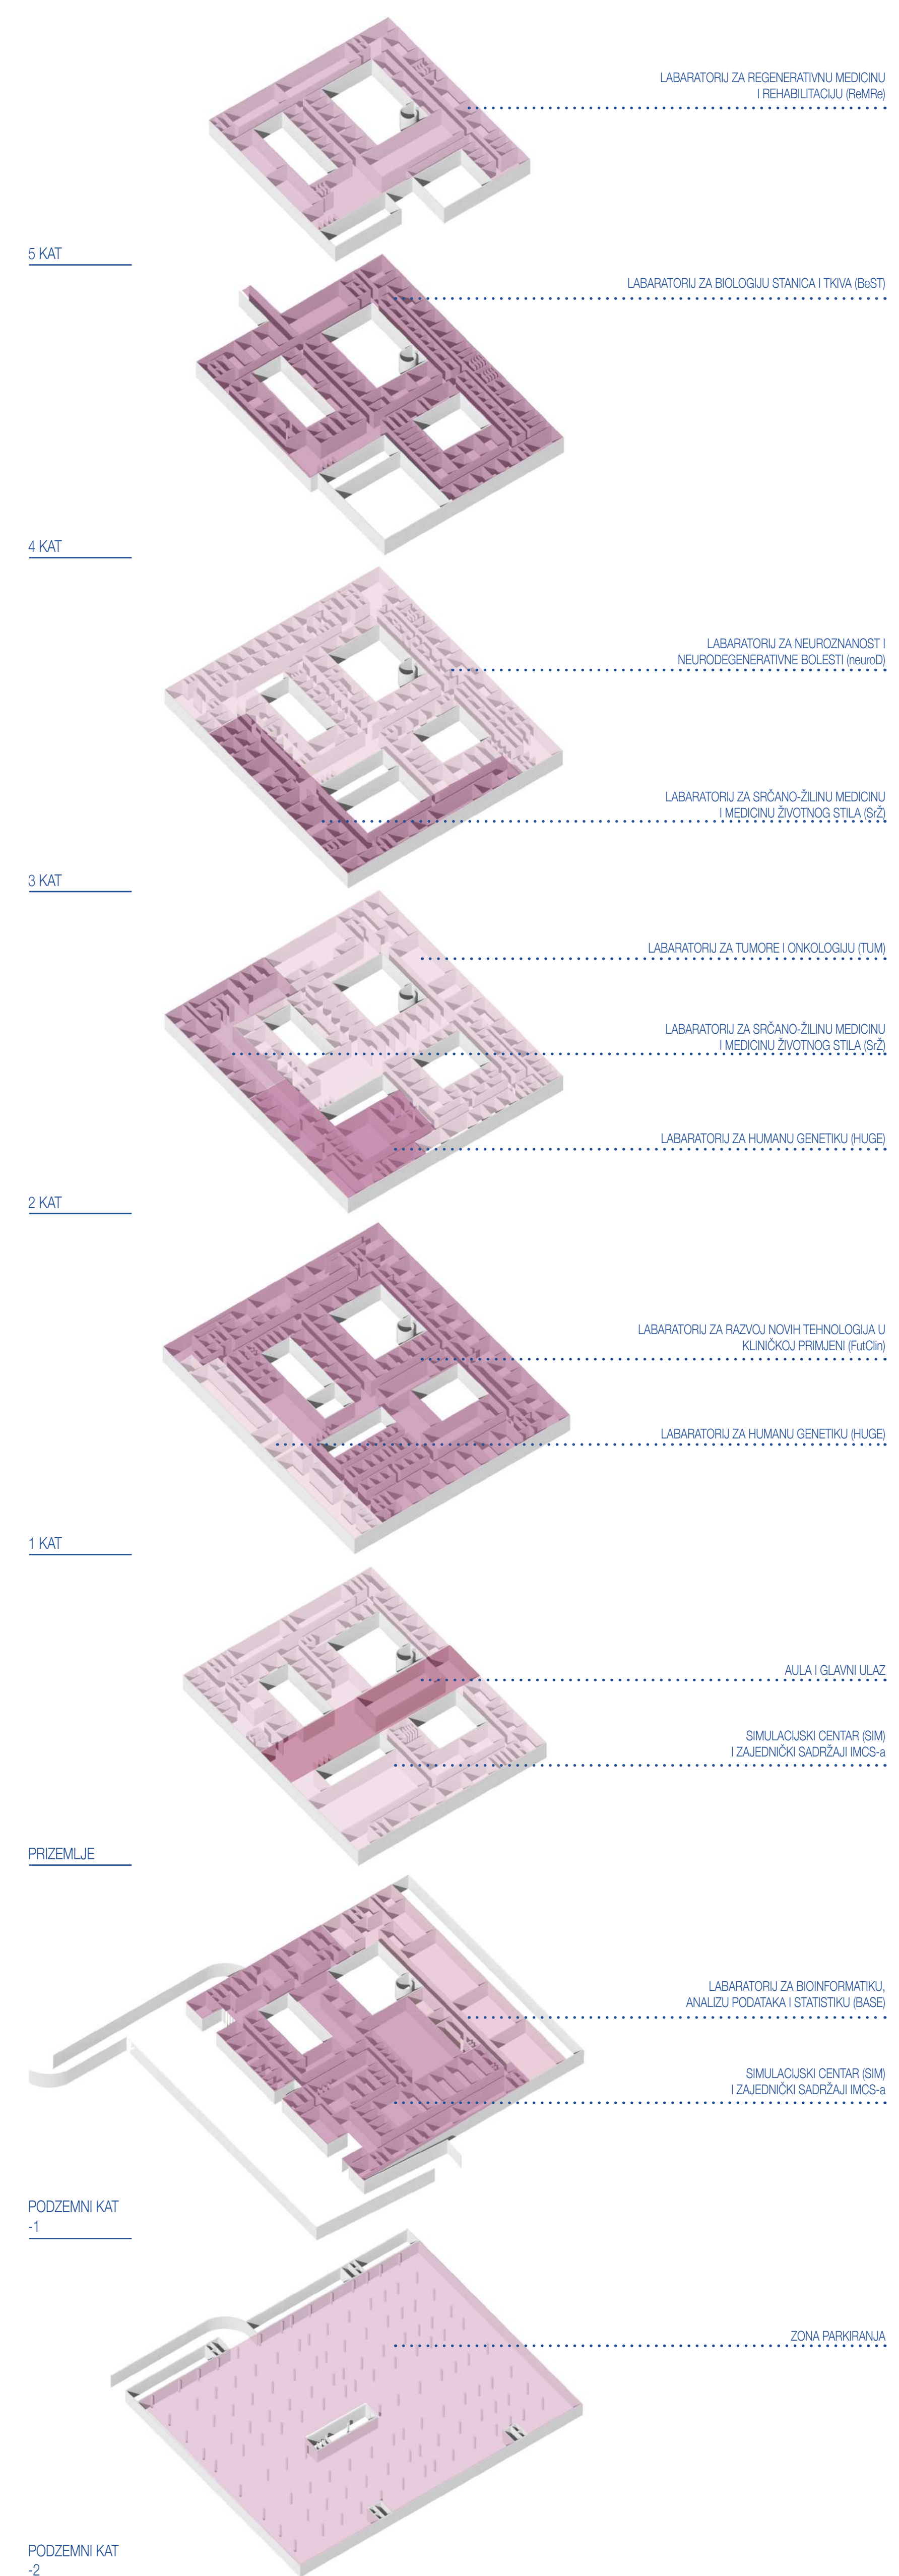 LABARATORIJ ZA REGENERATIVNU MEDICINU
I REHABILITACIJU (ReMRe)
5 KAT
LABARATORIJ ZA BIOLOGIJU STANICA I TKIVA (BeST)
4 KAT
LABARATORIJ ZA NEUROZNANOST I
NEURODEGENERATIVNE BOLESTI (neuroD)
LABARATORIJ ZA SRČANO-ŽILINU MEDICINU
I MEDICINU ŽIVOTNOG STILA (SrŽ)
3 KAT
LABARATORIJ ZA TUMORE I ONKOLOGIJU (TUM)
LABARATORIJ ZA SRČANO-ŽILINU MEDICINU
I MEDICINU ŽIVOTNOG STILA (SrŽ)
LABARATORIJ ZA HUMANU GENETIKU (HUGE)
2 KAT
LABARATORIJ ZA RAZVOJ NOVIH TEHNOLOGIJA U
KLINIČKOJ PRIMJENI (FutClin)
LABARATORIJ ZA HUMANU GENETIKU (HUGE)
1 KAT
AULA I GLAVNI ULAZ
SIMULACIJSKI CENTAR (SIM)
I ZAJEDNIČKI SADRŽAJI IMCS-a
PRIZEMLJE
LABARATORIJ ZA BIOINFORMATIKU,
ANALIZU PODATAKA I STATISTIKU (BASE)
SIMULACIJSKI CENTAR (SIM)
I ZAJEDNIČKI SADRŽAJI IMCS-a
PODZEMNI KAT
-1
ZONA PARKIRANJA
PODZEMNI KAT
-2